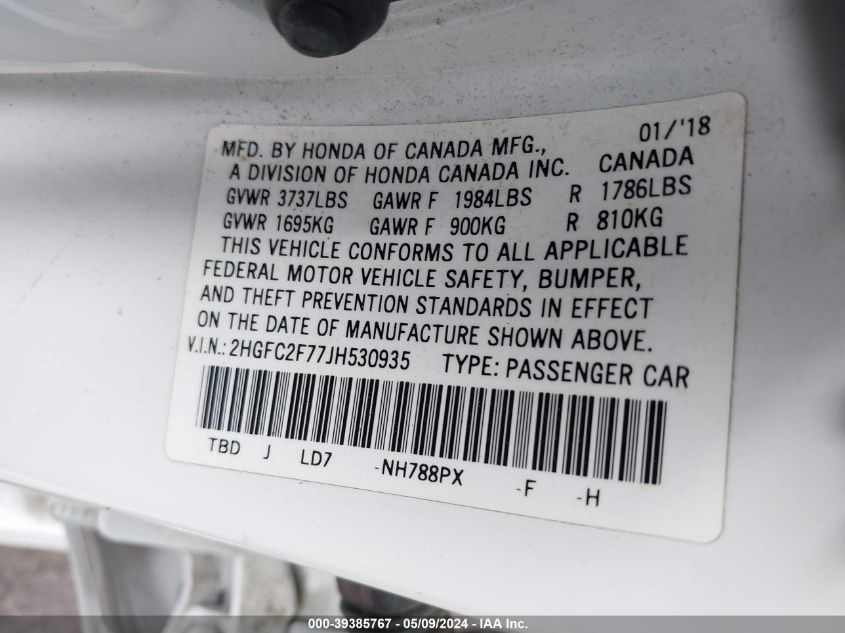 01/'18
MFD. BY HONDA OF CANADA MFG.,
A DIVISION OF HONDA CANADA INC. CANADA
GVWR 3737LBS GAWR F 1984LBS R 1786LBS
GVWR 1695KG GAWR F 900KG R 810KG
THIS VEHICLE CONFORMS TO ALL APPLICABLE
FEDERAL MOTOR VEHICLE SAFETY, BUMPER,
AND THEFT PREVENTION STANDARDS IN EFFECT
ON THE DATE OF MANUFACTURE SHOWN ABOVE.
V.I.N.: 2HGFC2F77JH530935 TYPE: PASSENGER CAR
TBD J LD7 -NH788PX -F -H
000-39385767 - 05/09/2024 - IAA Inc.